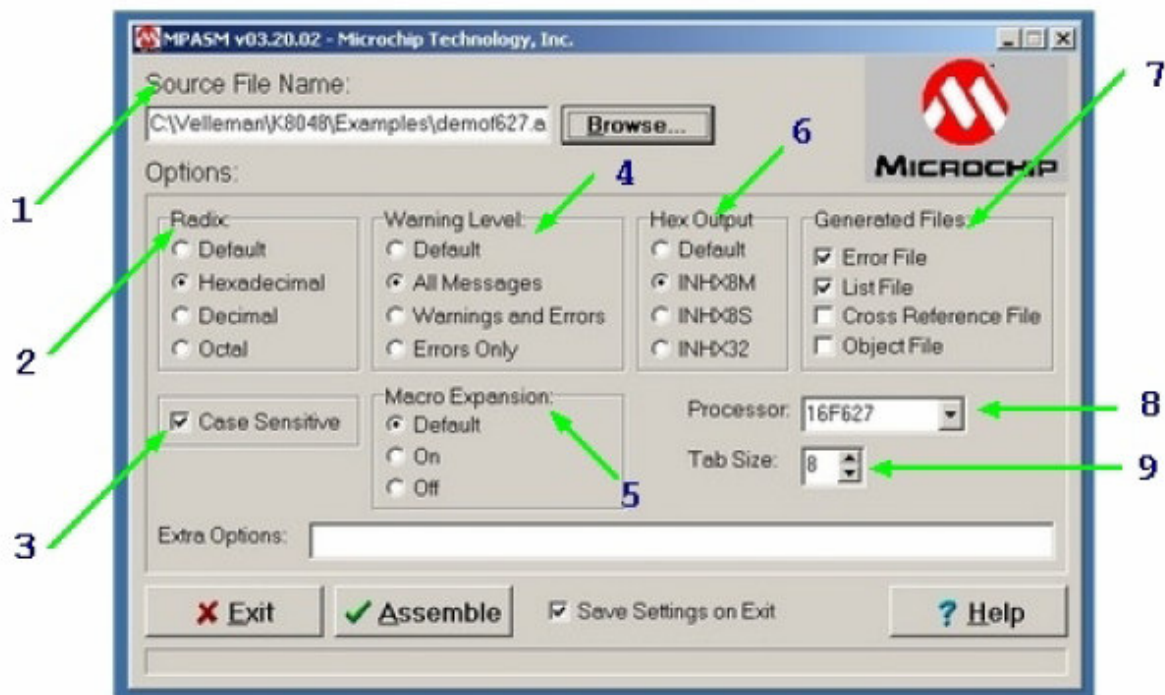 MPASM v03.20.02 - Microchip Technology, Inc.
Source File Name:
C:\Velleman\K8048\Examples\demof627.a
Browse...
MICROCHIP
Options:
1
2
3
4
5
6
7
8
9
Radix:
Default
Hexadecimal
Decimal
Octal
Warning Level:
Default
All Messages
Warnings and Errors
Errors Only
Hex Output
Default
INHX8M
INHX8S
INHX32
Generated Files:
Error File
List File
Cross Reference File
Object File
Case Sensitive
Macro Expansion:
Default
On
Off
Processor: 16F627
Tab Size: 8
Extra Options:
Exit
Assemble
Save Settings on Exit
? Help